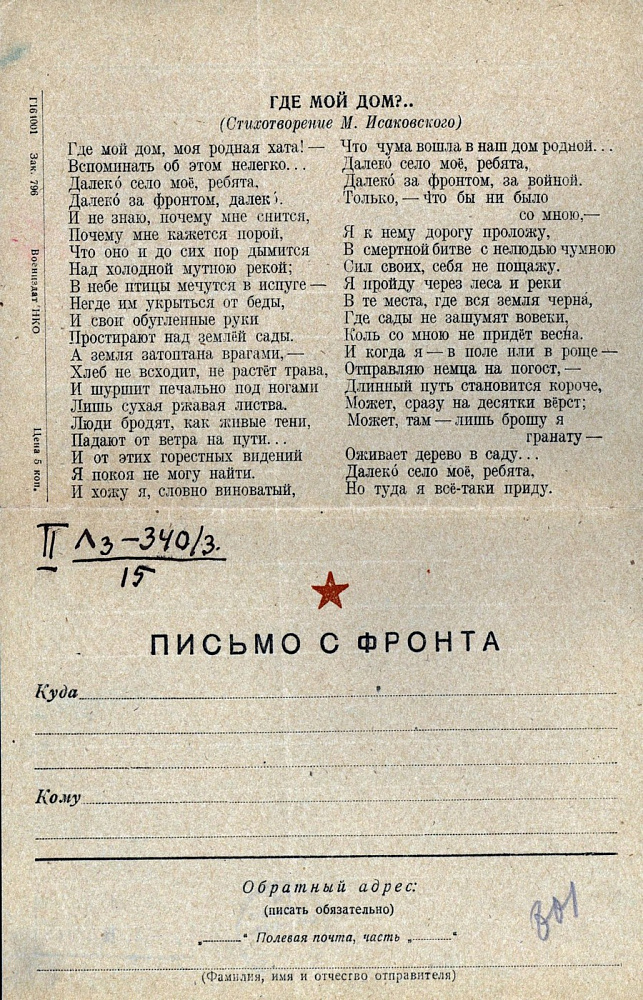 ГДЕ МОЙ ДОМ?..
(Стихотворение М. Исаковского)
Где мой дом, моя родная хата! —
Вспоминать об этом нелегко...
Далеко́ село моё, ребята,
Далеко за фронтом, далеко́.
И не знаю, почему мне снится,
Почему мне кажется порой,
Что оно и до сих пор дымится
Над холодной мутною рекой;
В небе птицы мечутся в испуге —
Негде им укрыться от беды,
И свои обугленные руки
Простирают над землёй сады.
А земля затоптана врагами, —
Хлеб не всходит, не растёт трава,
И шуршит печально под ногами
Лишь сухая ржавая листва.
Люди бродят, как живые тени,
Падают от ветра на пути...
И от этих горестных видений
Я покоя не могу найти.
И хожу я, словно виноватый,
Что чума вошла в наш дом родной...
Далеко село моё, ребята,
Далеко за фронтом, за войной.
Только, — что бы ни было
со мною,—
Я к нему дорогу проложу,
В смертной битве с нелюдью чумною
Сил своих, себя не пощажу.
Я пройду через леса и реки
В те места, где вся земля черна,
Где сады не зашумят вовеки,
Коль со мною не придёт весна.
И когда я — в поле или в роще —
Отправляю немца на погост, —
Длинный путь становится короче,
Может, сразу на десятки вёрст;
Может, там — лишь брошу я
гранату —
Оживает дерево в саду...
Далеко́ село моё, ребята,
Но туда я всё-таки приду.
Г161001 Зак. 796 Воениздат НКО Цена 5 коп.
II Л3-340/3.
15
ПИСЬМО С ФРОНТА
Куда
Кому
Обратный адрес:
(писать обязательно)
„ “ Полевая почта, часть „ “
(Фамилия, имя и отчество отправителя)
301